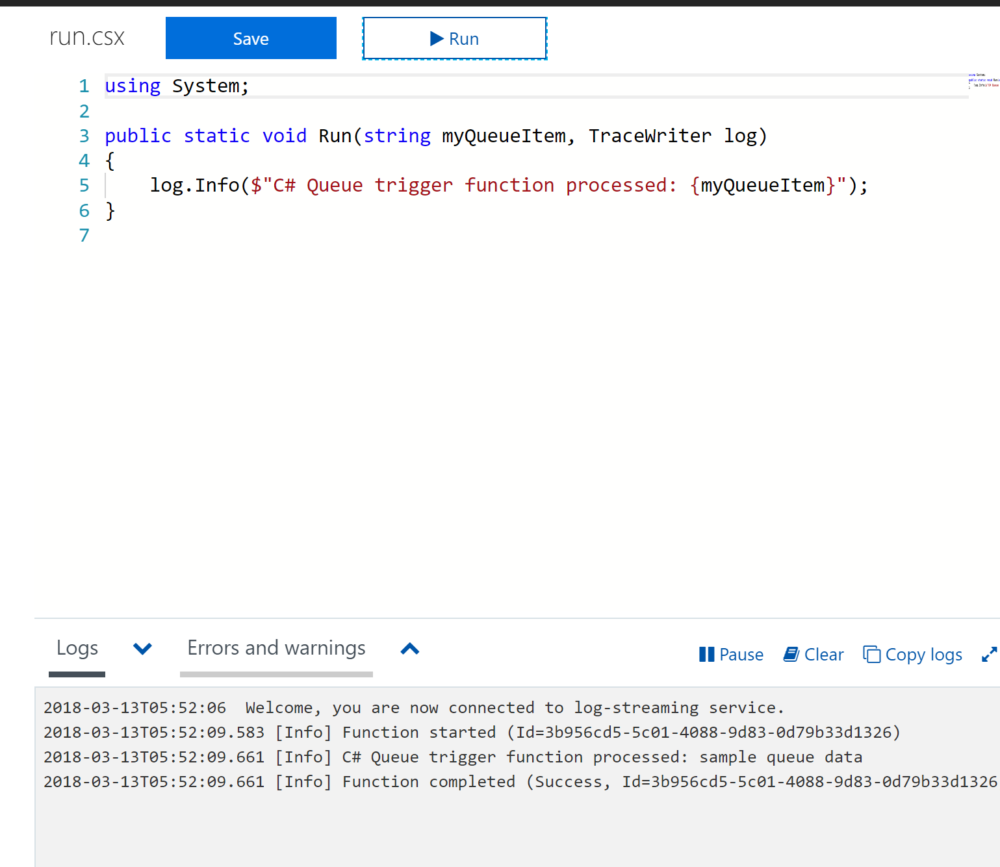 run.csx Save Run
1 using System;
2
3 public static void Run(string myQueueItem, TraceWriter log)
4 {
5     log.Info($"C# Queue trigger function processed: {myQueueItem}");
6 }
7
Logs Errors and warnings Pause Clear Copy logs
2018-03-13T05:52:06  Welcome, you are now connected to log-streaming service.
2018-03-13T05:52:09.583 [Info] Function started (Id=3b956cd5-5c01-4088-9d83-0d79b33d1326)
2018-03-13T05:52:09.661 [Info] C# Queue trigger function processed: sample queue data
2018-03-13T05:52:09.661 [Info] Function completed (Success, Id=3b956cd5-5c01-4088-9d83-0d79b33d1326